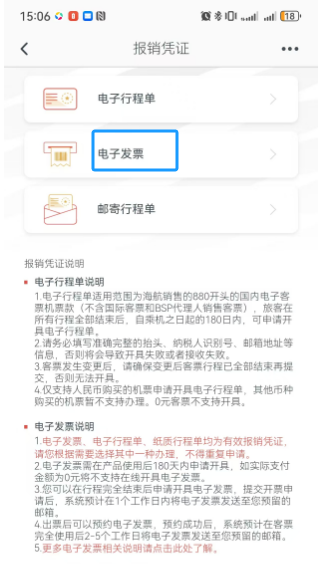 15:06
18
报销凭证
电子行程单
电子发票
邮寄行程单
报销凭证说明
电子行程单说明
1.电子行程单适用范围为海航销售的880开头的国内电子客
票机票款（不含国际客票和BSP代理人销售客票），旅客在
所有行程全部结束后，自乘机之日起的180日内，可申请开
具电子行程单。
2.请务必填写准确完整的抬头、纳税人识别号、邮箱地址等
信息，否则将会导致开具失败或者接收失败。
3.客票发生变更后，请确保变更后客票行程已全部结束再提
交，否则无法开具。
4.仅支持人民币购买的机票申请开具电子行程单，其他币种
购买的机票暂不支持办理。0元客票不支持开具。
电子发票说明
1.电子发票、电子行程单、纸质行程单均为有效报销凭证，
请您根据需要选择其中一种办理，不得重复申请。
2.电子发票需在产品使用后180天内申请开具，如实际支付
金额为0元将不支持在线开具电子发票。
3.您可以在行程完全结束后申请开具电子发票，提交开票申
请后，系统预计在1个工作日内将电子发票发送至您预留的
邮箱。
4.出票后可以预约电子发票，预约成功后，系统预计在客票
完全使用后2-5个工作日将电子发票发送至您预留的邮箱。
5.更多电子发票相关说明请点击此处了解。